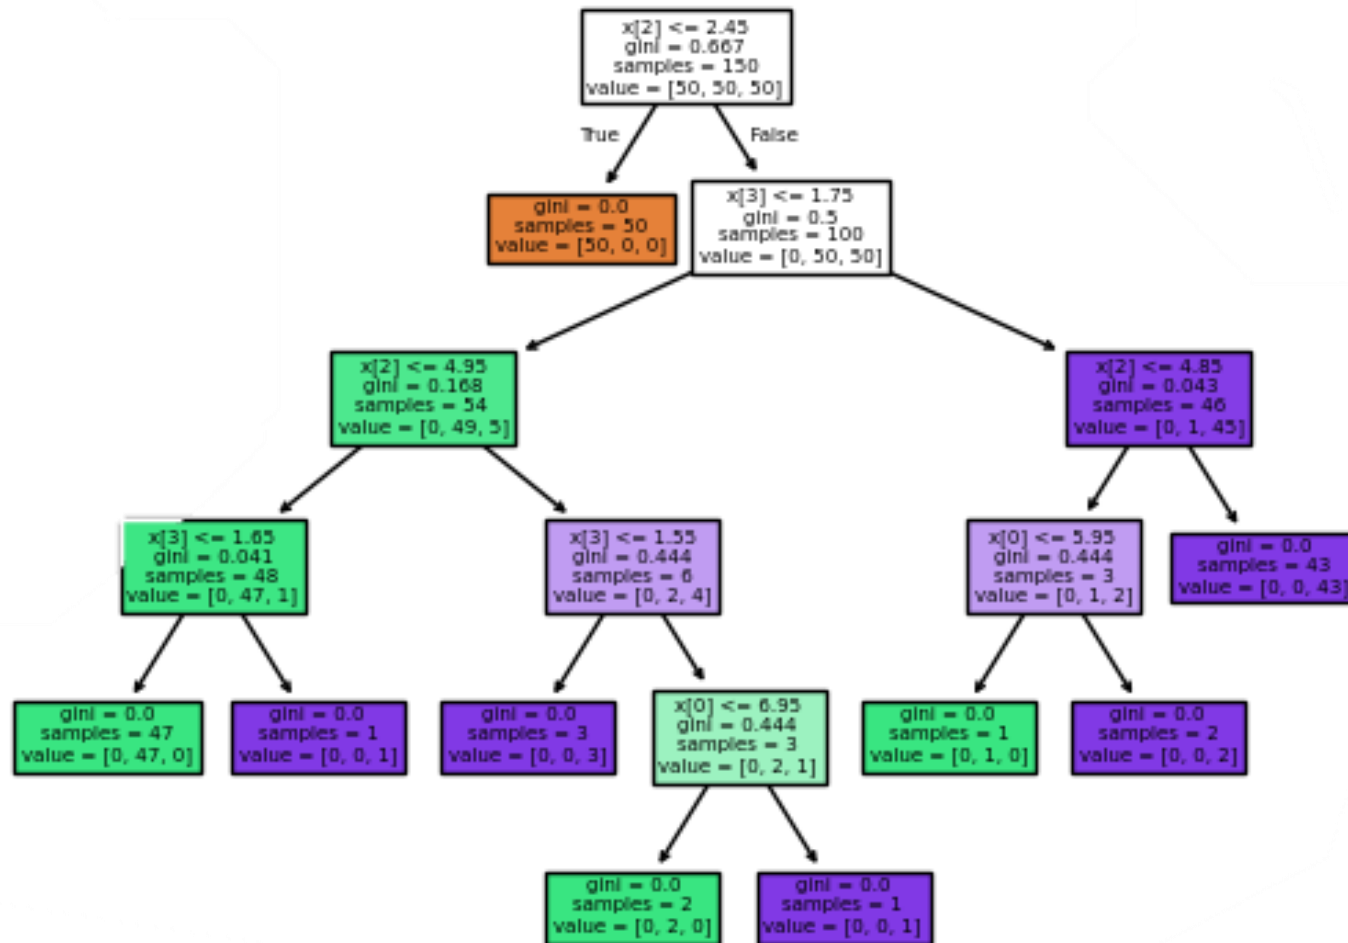 x[2] <= 2.45
gini = 0.667
samples = 150
value = [50, 50, 50]
True
False
gini = 0.0
samples = 50
value = [50, 0, 0]
x[3] <= 1.75
gini = 0.5
samples = 100
value = [0, 50, 50]
x[2] <= 4.95
gini = 0.168
samples = 54
value = [0, 49, 5]
x[2] <= 4.85
gini = 0.043
samples = 46
value = [0, 1, 45]
x[3] <= 1.65
gini = 0.041
samples = 48
value = [0, 47, 1]
x[3] <= 1.55
gini = 0.444
samples = 6
value = [0, 2, 4]
x[0] <= 5.95
gini = 0.444
samples = 3
value = [0, 1, 2]
gini = 0.0
samples = 43
value = [0, 0, 43]
gini = 0.0
samples = 47
value = [0, 47, 0]
gini = 0.0
samples = 1
value = [0, 0, 1]
gini = 0.0
samples = 3
value = [0, 0, 3]
x[0] <= 6.95
gini = 0.444
samples = 3
value = [0, 2, 1]
gini = 0.0
samples = 1
value = [0, 1, 0]
gini = 0.0
samples = 2
value = [0, 0, 2]
gini = 0.0
samples = 2
value = [0, 2, 0]
gini = 0.0
samples = 1
value = [0, 0, 1]